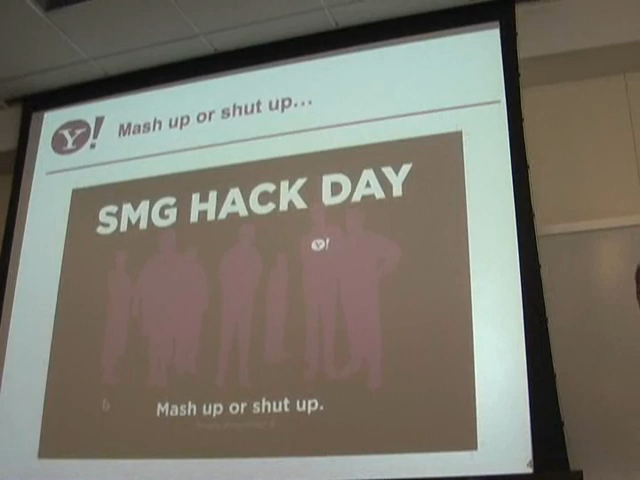 Y! Mash up or shut up...
SMG HACK DAY
Y!
Mash up or shut up.